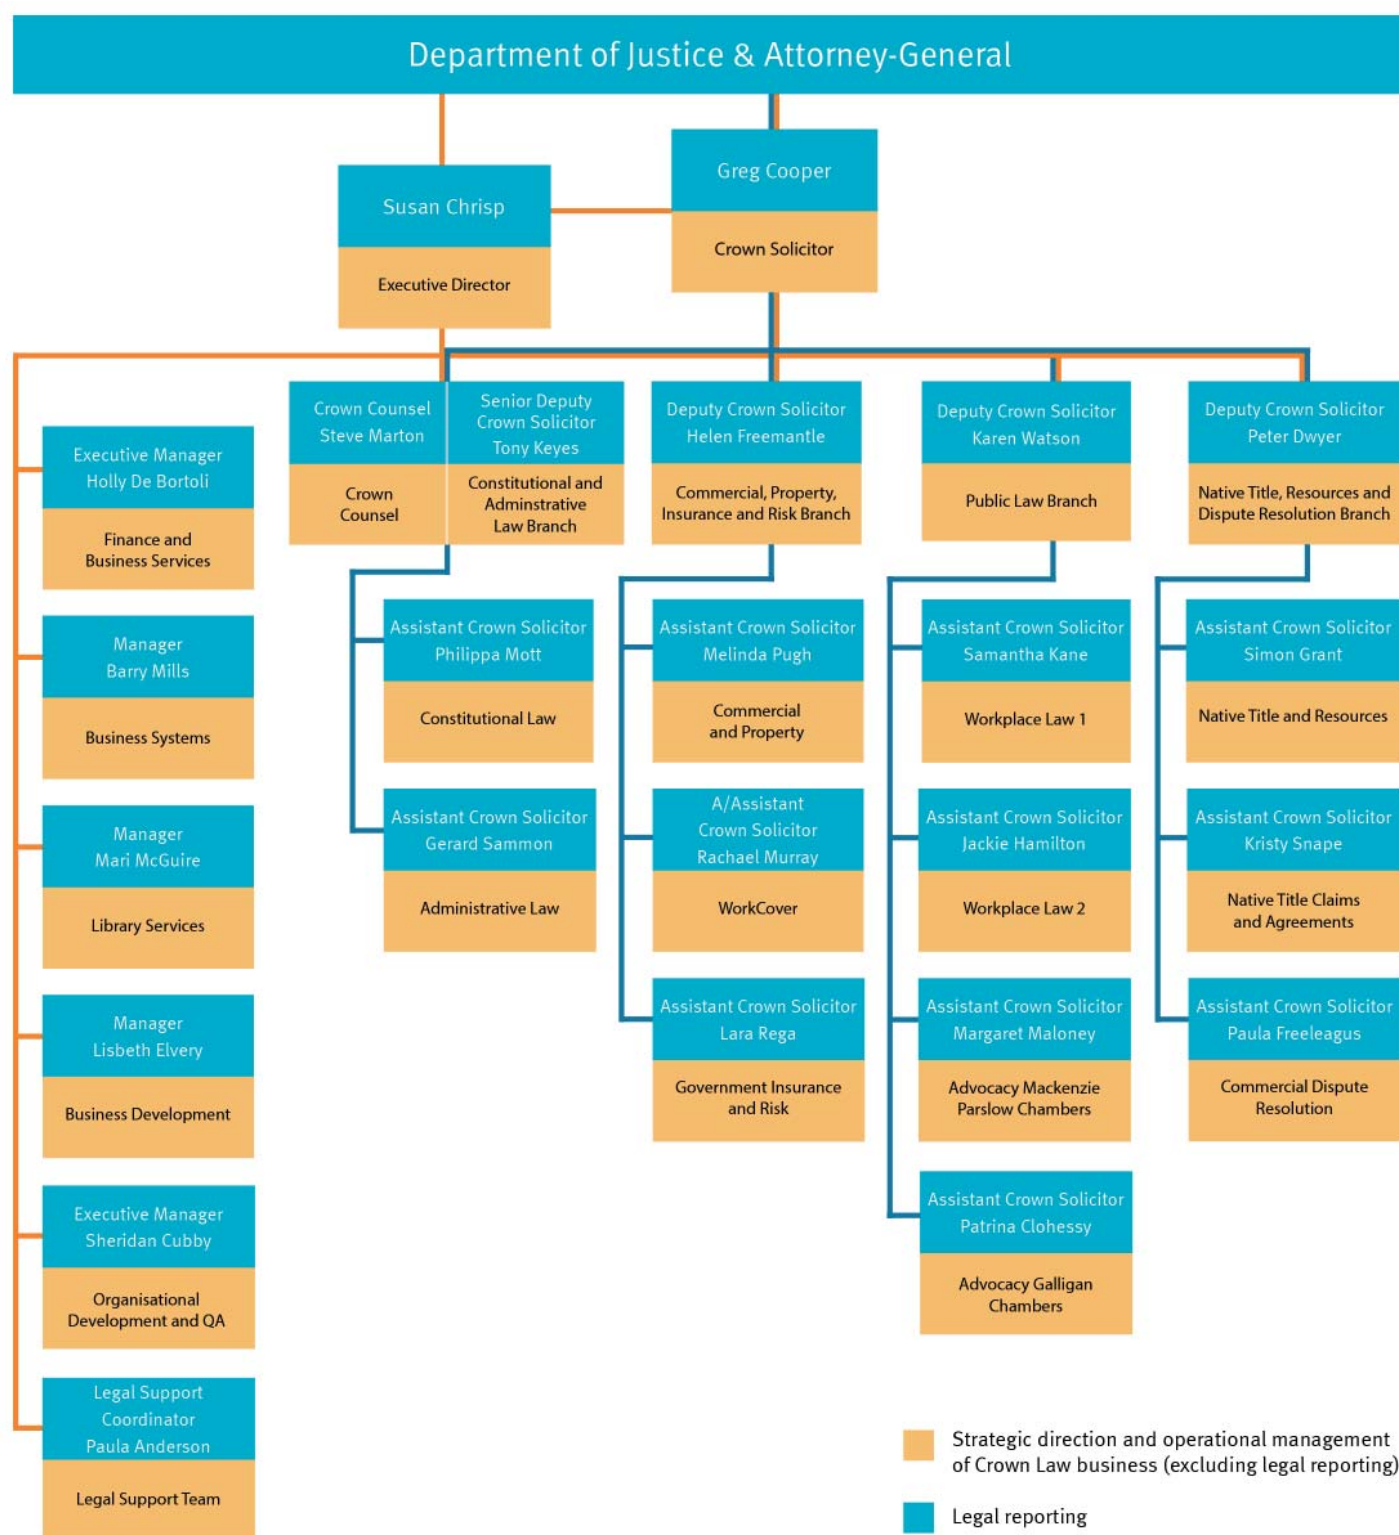 Department of Justice & Attorney-General
Greg Cooper
Crown Solicitor
Susan Chrisp
Executive Director
Executive Manager
Holly De Bortoli
Finance and
Business Services
Manager
Barry Mills
Business Systems
Manager
Mari McGuire
Library Services
Manager
Lisbeth Elvery
Business Development
Executive Manager
Sheridan Cubby
Organisational
Development and QA
Legal Support
Coordinator
Paula Anderson
Legal Support Team
Crown Counsel
Steve Marton
Crown
Counsel
Senior Deputy
Crown Solicitor
Tony Keyes
Constitutional and
Adminstrative
Law Branch
Assistant Crown Solicitor
Philippa Mott
Constitutional Law
Assistant Crown Solicitor
Gerard Sammon
Administrative Law
Deputy Crown Solicitor
Helen Freemantle
Commercial, Property,
Insurance and Risk Branch
Assistant Crown Solicitor
Melinda Pugh
Commercial
and Property
A/Assistant
Crown Solicitor
Rachael Murray
WorkCover
Assistant Crown Solicitor
Lara Rega
Government Insurance
and Risk
Deputy Crown Solicitor
Karen Watson
Public Law Branch
Assistant Crown Solicitor
Samantha Kane
Workplace Law 1
Assistant Crown Solicitor
Jackie Hamilton
Workplace Law 2
Assistant Crown Solicitor
Margaret Maloney
Advocacy Mackenzie
Parslow Chambers
Assistant Crown Solicitor
Patrina Clohessy
Advocacy Galligan
Chambers
Deputy Crown Solicitor
Peter Dwyer
Native Title, Resources and
Dispute Resolution Branch
Assistant Crown Solicitor
Simon Grant
Native Title and Resources
Assistant Crown Solicitor
Kristy Snape
Native Title Claims
and Agreements
Assistant Crown Solicitor
Paula Freeleagus
Commercial Dispute
Resolution
Strategic direction and operational management
of Crown Law business (excluding legal reporting)
Legal reporting